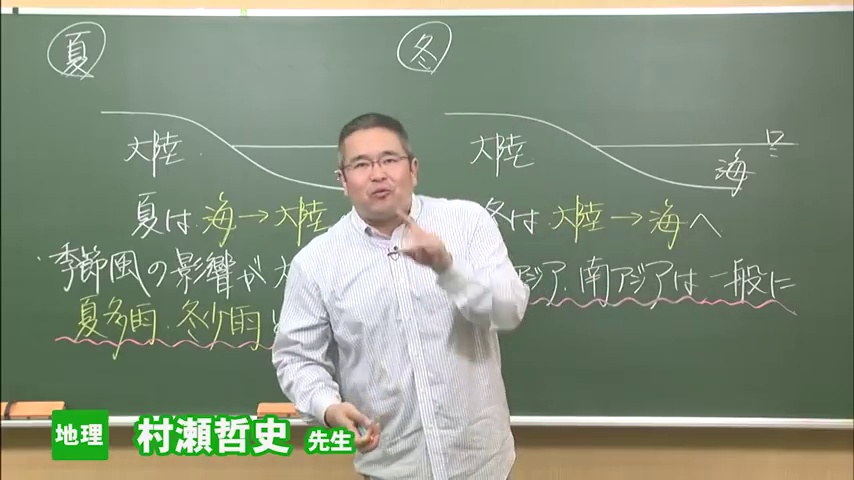 夏
冬
大陸
大陸
海
夏は 海→大陸
冬は 大陸→海へ
・季節風の影響が大
アジア、南アジアは一般に
夏多雨、冬少雨と
地理
村瀬哲史 先生